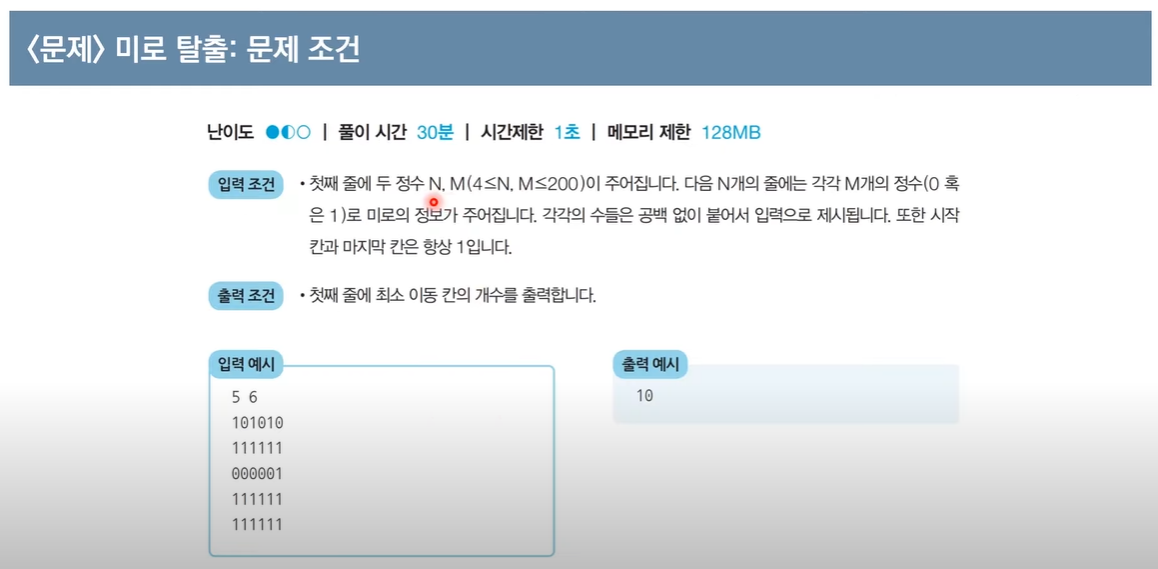 <문제> 미로 탈출: 문제 조건
난이도 ●◐○ | 풀이 시간 30분 | 시간제한 1초 | 메모리 제한 128MB
입력 조건 • 첫째 줄에 두 정수 N, M(4≤N, M≤200)이 주어집니다. 다음 N개의 줄에는 각각 M개의 정수(0 혹
은 1)로 미로의 정보가 주어집니다. 각각의 수들은 공백 없이 붙어서 입력으로 제시됩니다. 또한 시작
칸과 마지막 칸은 항상 1입니다.
출력 조건 • 첫째 줄에 최소 이동 칸의 개수를 출력합니다.
입력 예시
5 6
101010
111111
000001
111111
111111
출력 예시
10